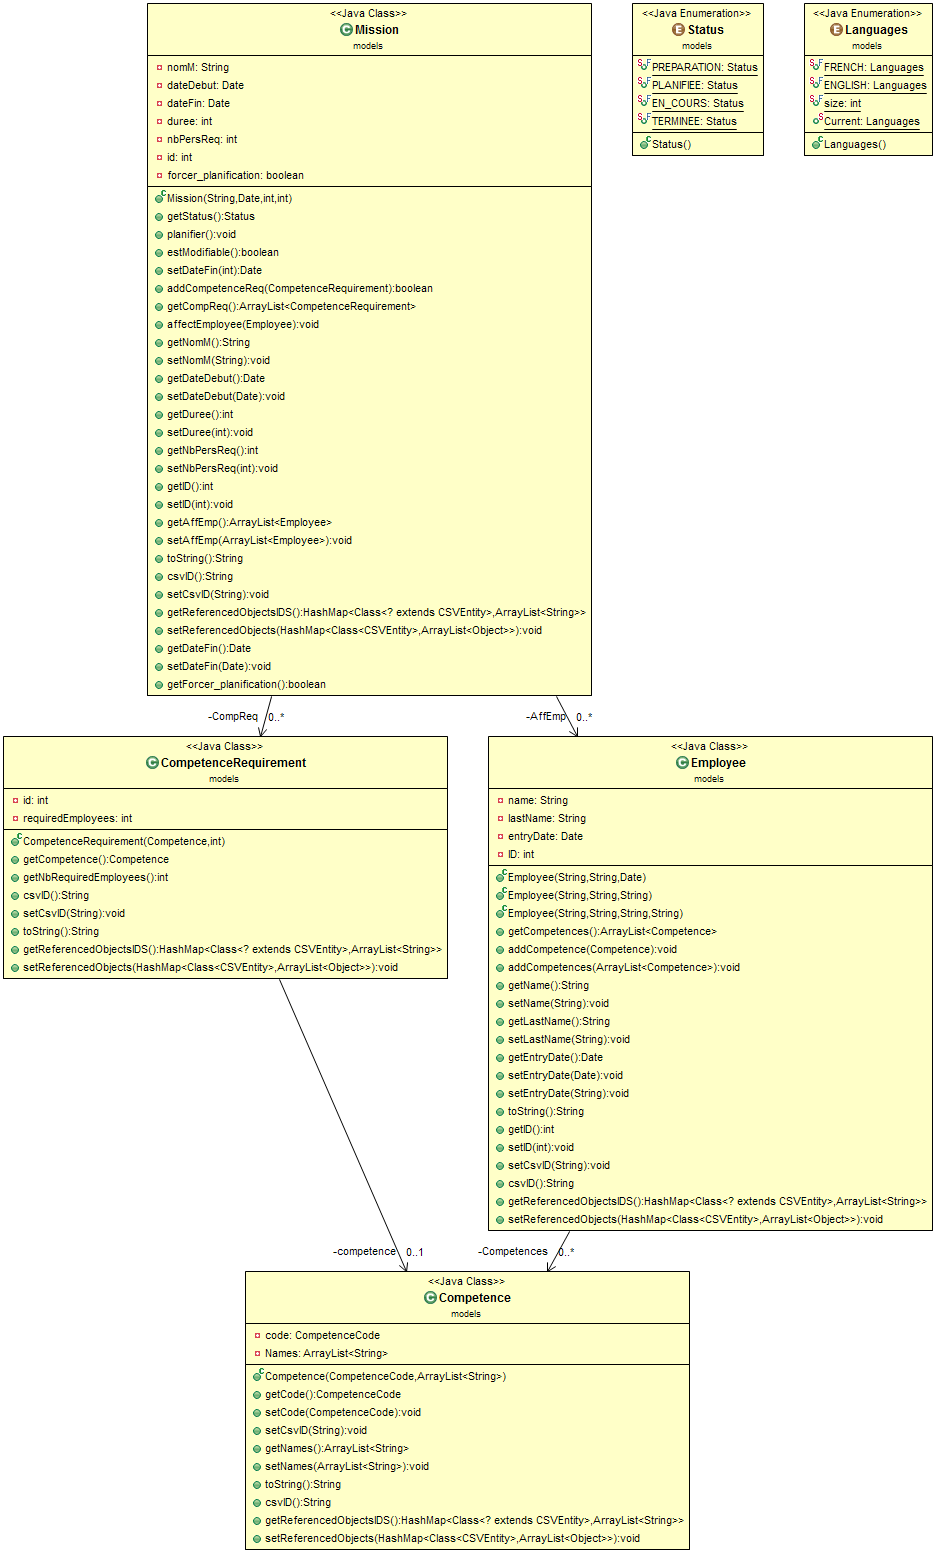 <<Java Class>>
Mission
models
nomM: String
dateDebut: Date
dateFin: Date
duree: int
nbPersReq: int
id: int
forcer_planification: boolean
Mission(String,Date,int,int)
getStatus():Status
planifier():void
estModifiable():boolean
setDateFin(int):Date
addCompetenceReq(CompetenceRequirement):boolean
getCompReq():ArrayList<CompetenceRequirement>
affectEmployee(Employee):void
getNomM():String
setNomM(String):void
getDateDebut():Date
setDateDebut(Date):void
getDuree():int
setDuree(int):void
getNbPersReq():int
setNbPersReq(int):void
getID():int
setID(int):void
getAffEmp():ArrayList<Employee>
setAffEmp(ArrayList<Employee>):void
toString():String
csvID():String
setCsvID(String):void
getReferencedObjectsIDS():HashMap<Class<? extends CSVEntity>,ArrayList<String>>
setReferencedObjects(HashMap<Class<CSVEntity>,ArrayList<Object>>):void
getDateFin():Date
setDateFin(Date):void
getForcer_planification():boolean
<<Java Enumeration>>
Status
models
PREPARATION: Status
PLANIFIEE: Status
EN_COURS: Status
TERMINEE: Status
Status()
<<Java Enumeration>>
Languages
models
FRENCH: Languages
ENGLISH: Languages
size: int
Current: Languages
Languages()
-CompReq 0..*
-AffEmp 0..*
<<Java Class>>
CompetenceRequirement
models
id: int
requiredEmployees: int
CompetenceRequirement(Competence,int)
getCompetence():Competence
getNbRequiredEmployees():int
csvID():String
setCsvID(String):void
toString():String
getReferencedObjectsIDS():HashMap<Class<? extends CSVEntity>,ArrayList<String>>
setReferencedObjects(HashMap<Class<CSVEntity>,ArrayList<Object>>):void
<<Java Class>>
Employee
models
name: String
lastName: String
entryDate: Date
ID: int
Employee(String,String,Date)
Employee(String,String,String)
Employee(String,String,String,String)
getCompetences():ArrayList<Competence>
addCompetence(Competence):void
addCompetences(ArrayList<Competence>):void
getName():String
setName(String):void
getLastName():String
setLastName(String):void
getEntryDate():Date
setEntryDate(Date):void
setEntryDate(String):void
toString():String
getID():int
setID(int):void
setCsvID(String):void
csvID():String
getReferencedObjectsIDS():HashMap<Class<? extends CSVEntity>,ArrayList<String>>
setReferencedObjects(HashMap<Class<CSVEntity>,ArrayList<Object>>):void
-competence 0..1
-Competences 0..*
<<Java Class>>
Competence
models
code: CompetenceCode
Names: ArrayList<String>
Competence(CompetenceCode,ArrayList<String>)
getCode():CompetenceCode
setCode(CompetenceCode):void
setCsvID(String):void
getNames():ArrayList<String>
setNames(ArrayList<String>):void
toString():String
csvID():String
getReferencedObjectsIDS():HashMap<Class<? extends CSVEntity>,ArrayList<String>>
setReferencedObjects(HashMap<Class<CSVEntity>,ArrayList<Object>>):void